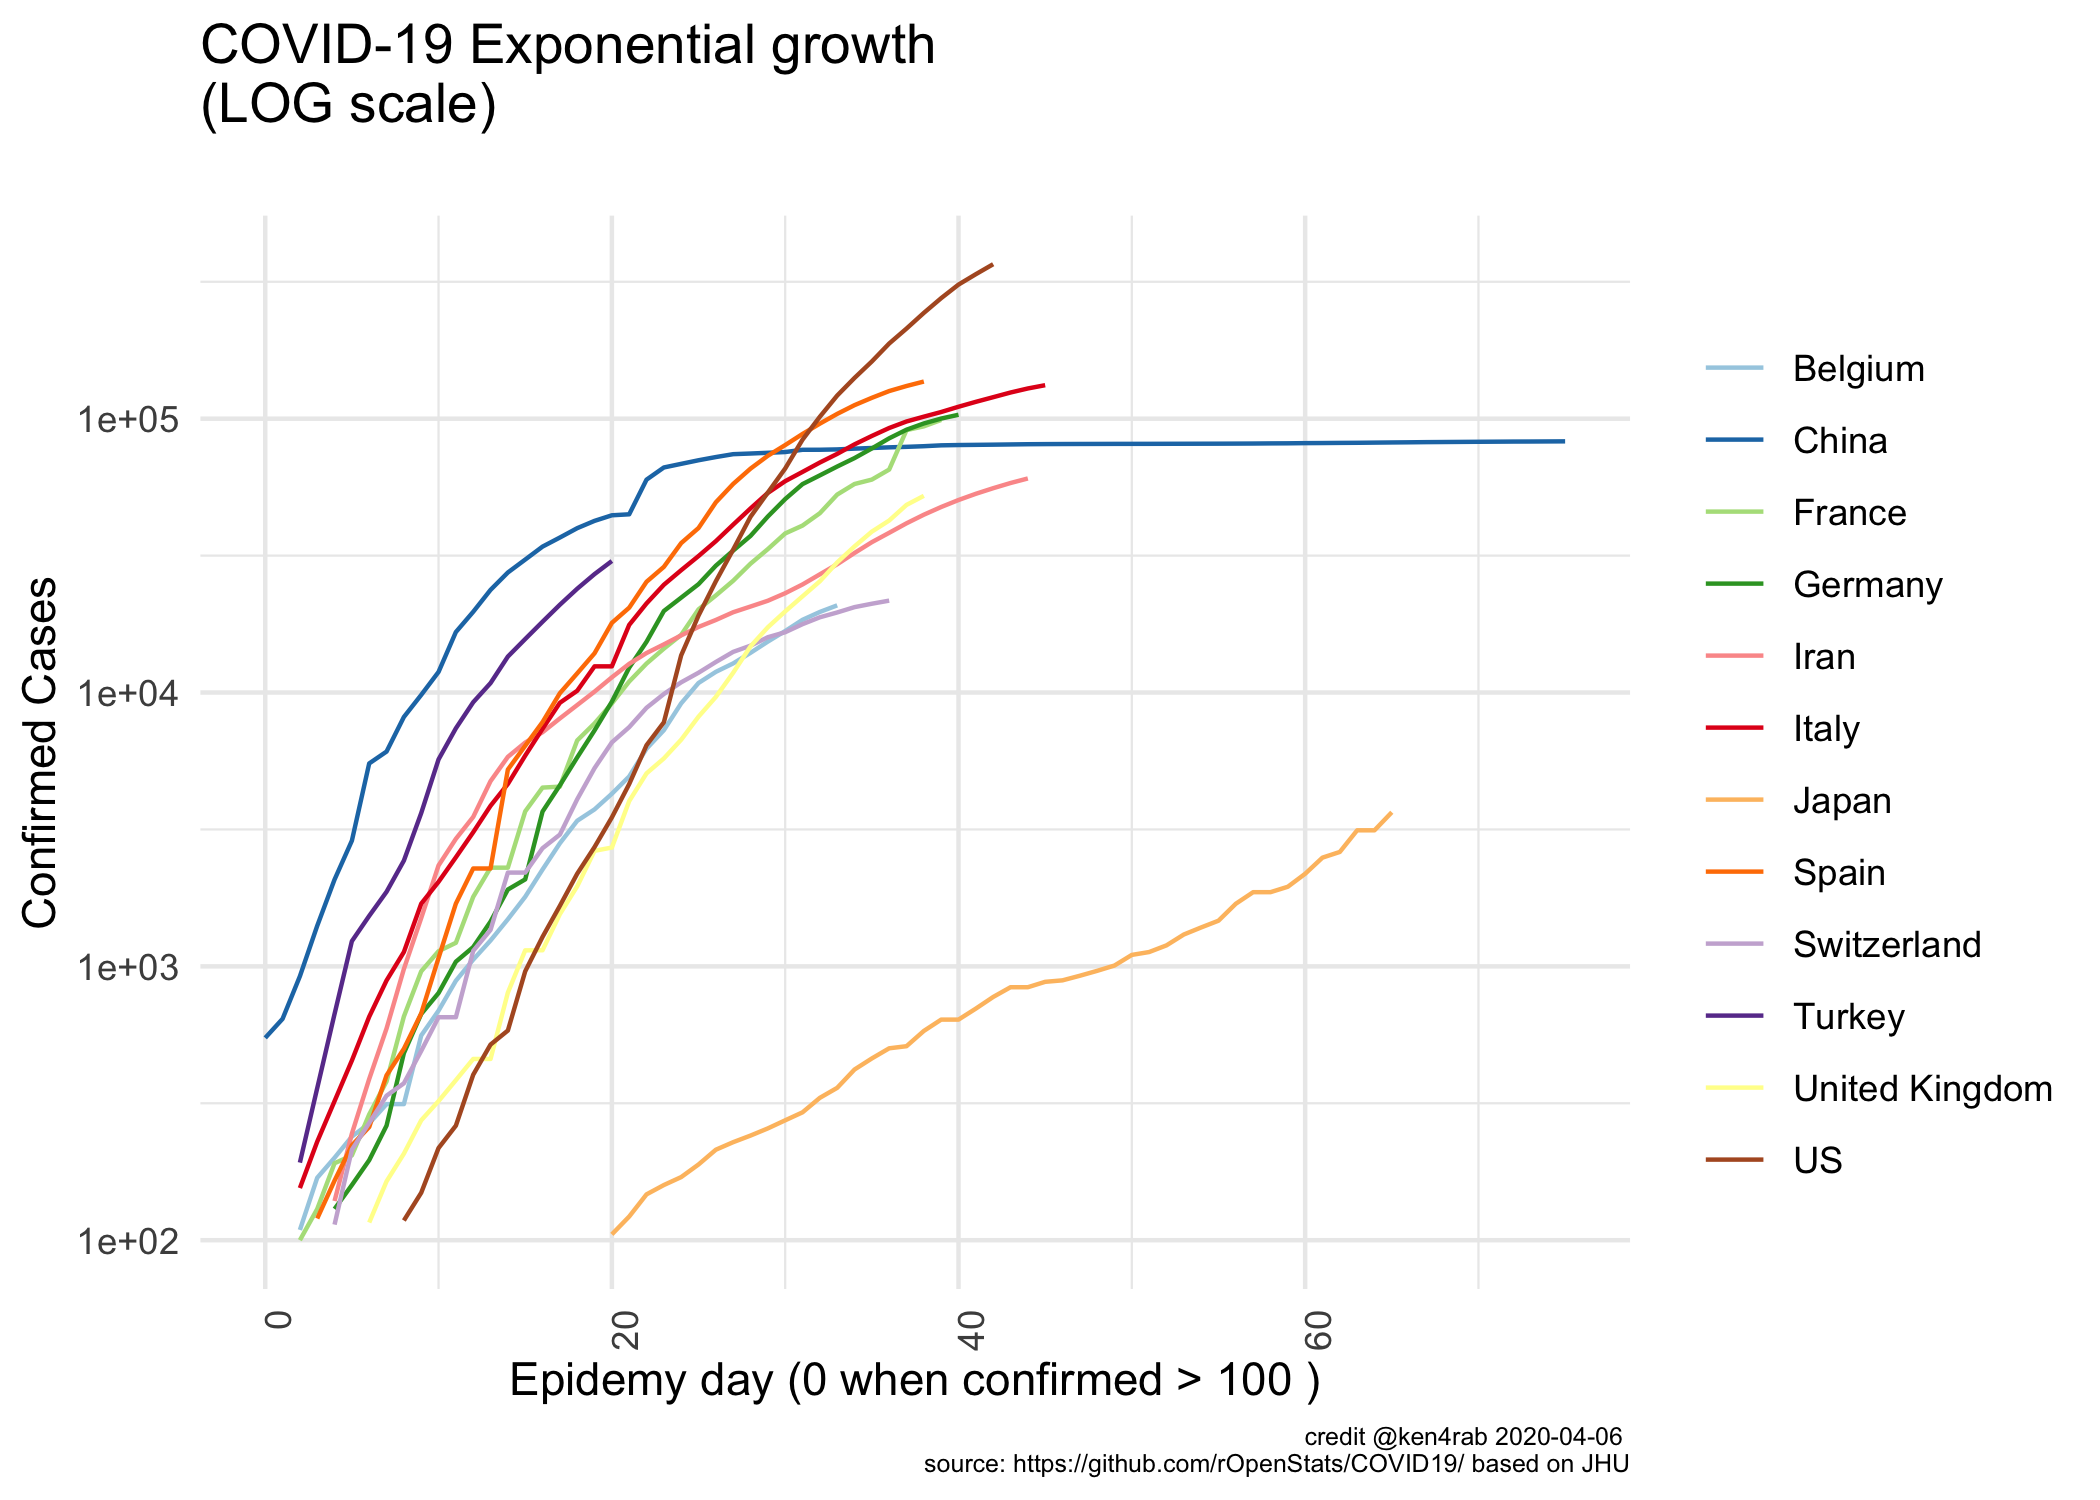 COVID-19 Exponential growth
(LOG scale)
Confirmed Cases
1e+05
1e+04
1e+03
1e+02
0
20
40
60
Epidemy day (0 when confirmed > 100 )
Belgium
China
France
Germany
Iran
Italy
Japan
Spain
Switzerland
Turkey
United Kingdom
US
credit @ken4rab 2020-04-06
source: https://github.com/rOpenStats/COVID19/ based on JHU